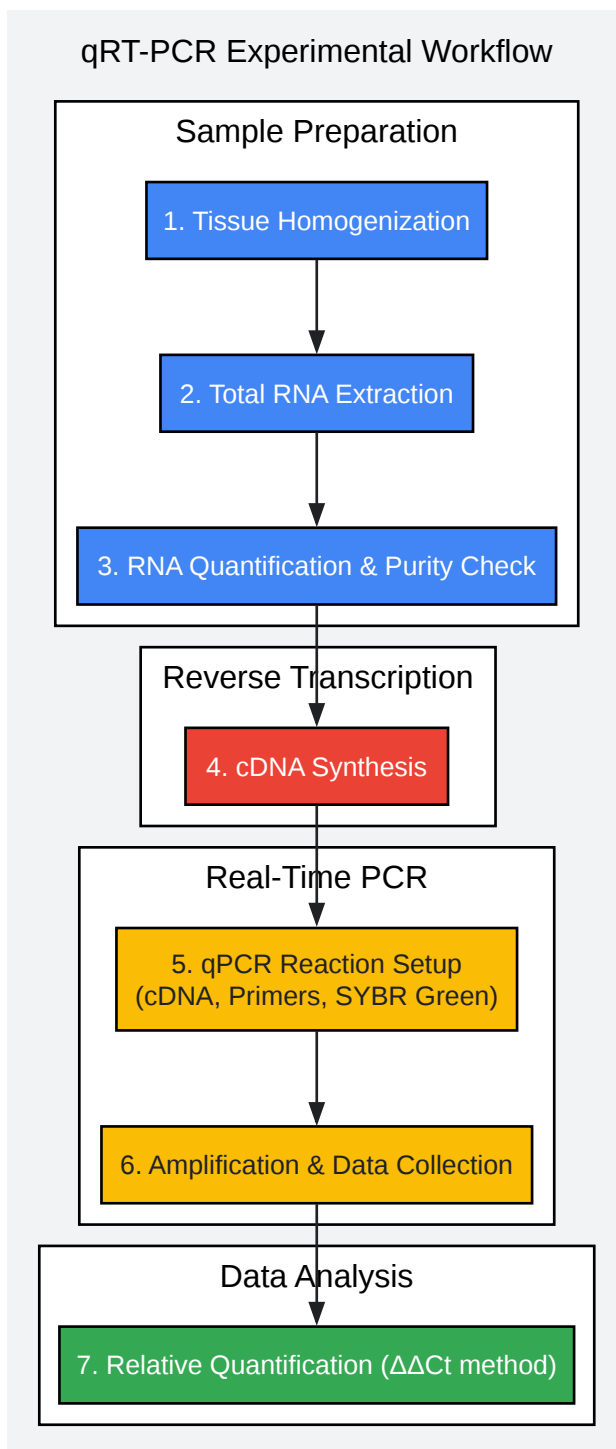 qRT-PCR Experimental Workflow
Sample Preparation
1. Tissue Homogenization
2. Total RNA Extraction
3. RNA Quantification & Purity Check
Reverse Transcription
4. cDNA Synthesis
Real-Time PCR
5. qPCR Reaction Setup
(cDNA, Primers, SYBR Green)
6. Amplification & Data Collection
Data Analysis
7. Relative Quantification (ΔΔCt method)